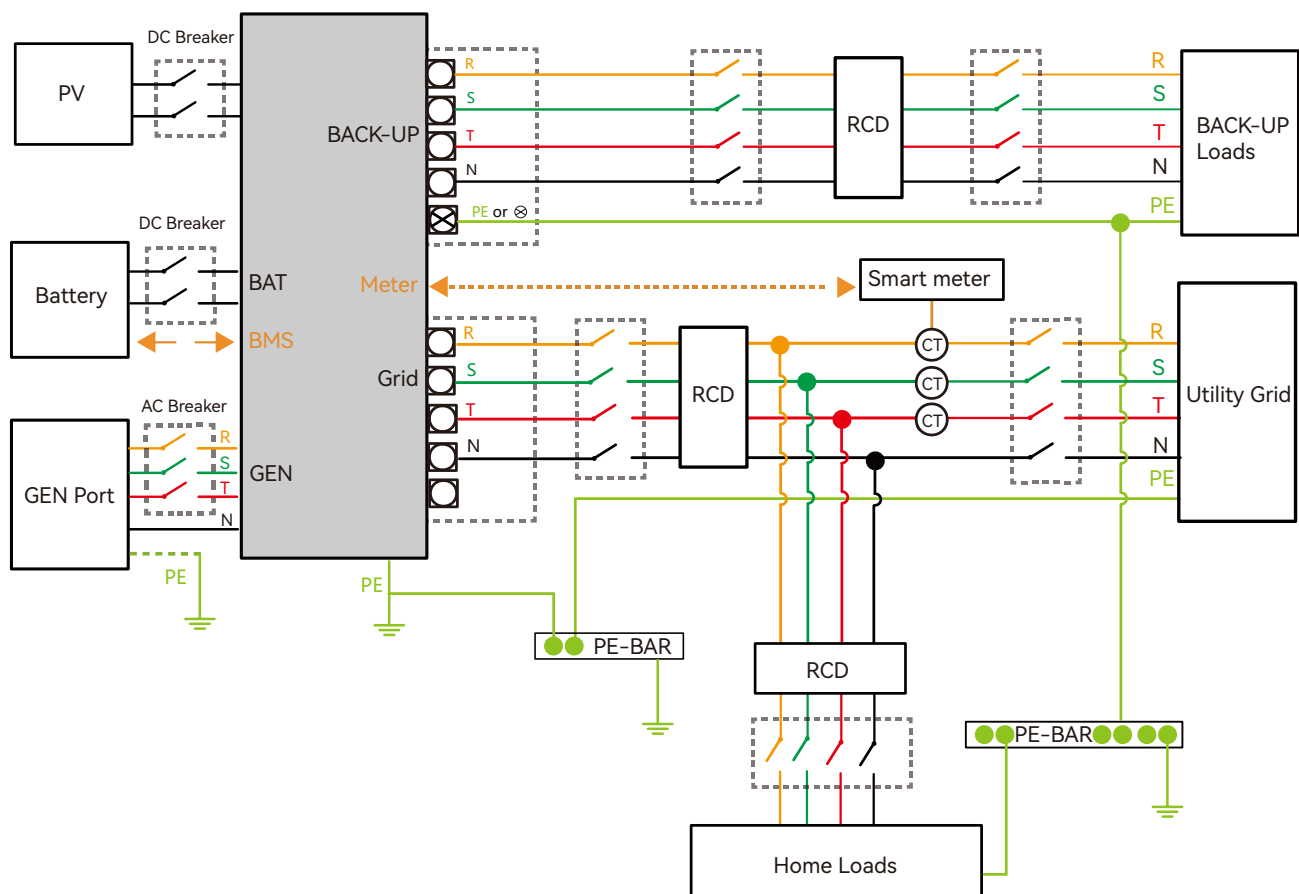 DC Breaker
PV
BACK-UP
R
S
T
N
PE or ⊗
RCD
R
S
T
N
PE
BACK-UP
Loads
DC Breaker
Battery
BAT
BMS
Meter
Smart meter
Grid
R
S
T
N
RCD
CT
CT
CT
R
S
T
N
PE
Utility Grid
AC Breaker
GEN Port
R
S
T
N
GEN
PE
PE
PE-BAR
RCD
PE-BAR
Home Loads